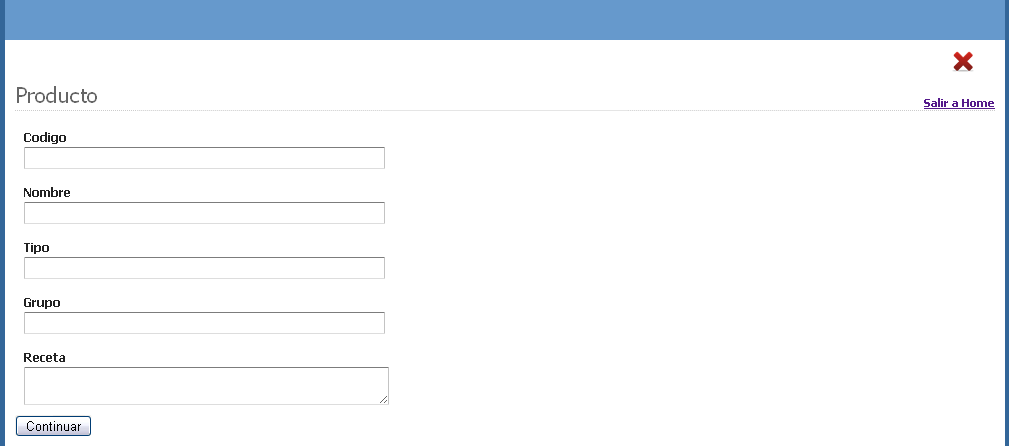 Producto
Salir a Home
Codigo
Nombre
Tipo
Grupo
Receta
Continuar